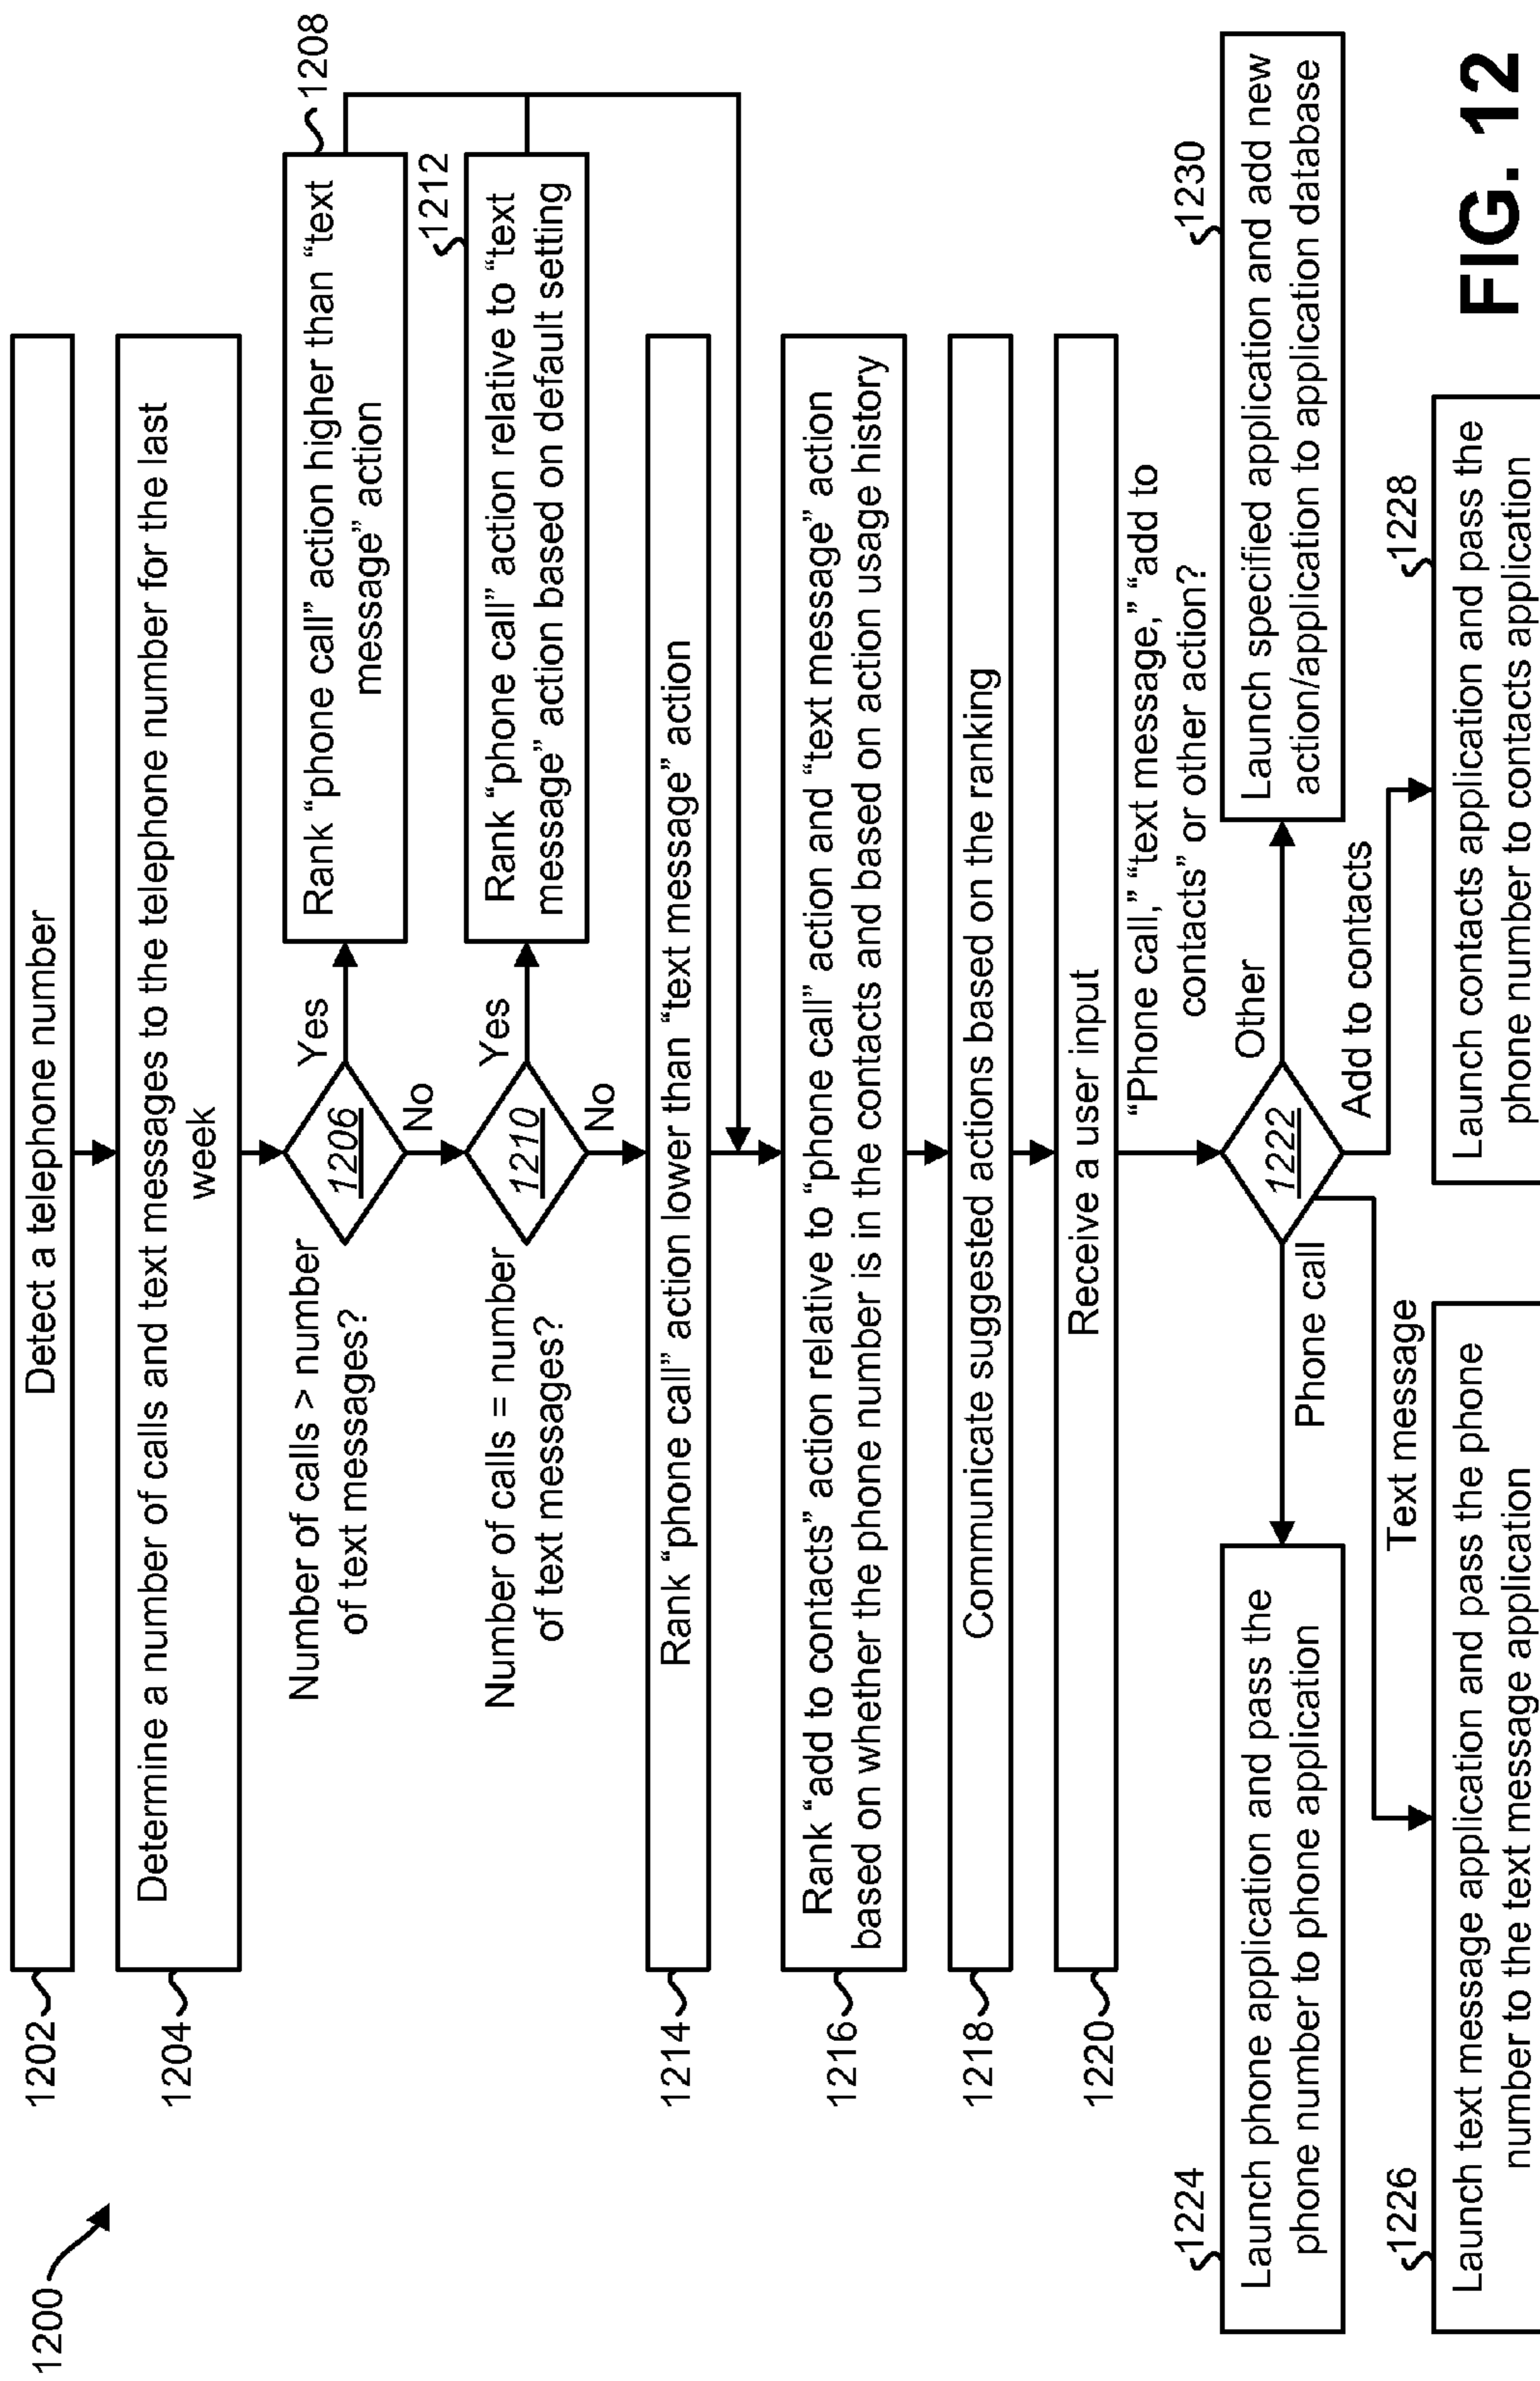 1200
1202
Detect a telephone number
1204
Determine a number of calls and text messages to the telephone number for the last
week
Number of calls > number
of text messages?
1206
Yes
No
Rank “phone call” action higher than “text
message” action
1208
Number of calls = number
of text messages?
1210
Yes
No
1212
Rank “phone call” action relative to “text
message” action based on default setting
1214
Rank “phone call” action lower than “text message” action
1216
Rank “add to contacts” action relative to “phone call” action and “text message” action
based on whether the phone number is in the contacts and based on action usage history
1218
Communicate suggested actions based on the ranking
1220
Receive a user input
“Phone call,” “text message,” “add to
contacts” or other action?
1222
Phone call
Other
Text message
Add to contacts
1224
Launch phone application and pass the
phone number to phone application
1230
Launch specified application and add new
action/application to application database
1226
Launch text message application and pass the phone
number to the text message application
1228
Launch contacts application and pass the
phone number to contacts application
FIG. 12